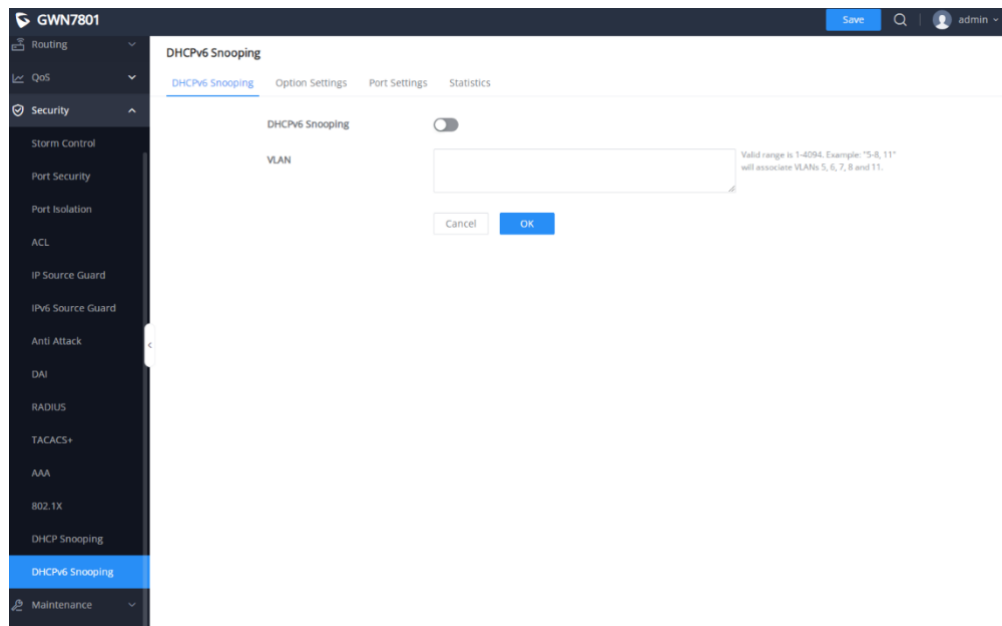 GWN7801
Save
admin
Routing
QoS
Security
Storm Control
Port Security
Port Isolation
ACL
IP Source Guard
IPv6 Source Guard
Anti Attack
DAI
RADIUS
TACACS+
AAA
802.1X
DHCP Snooping
DHCPv6 Snooping
Maintenance
DHCPv6 Snooping
DHCPv6 Snooping Option Settings Port Settings Statistics
DHCPv6 Snooping
VLAN
Valid range is 1-4094. Example: "5-8, 11"
will associate VLANs 5, 6, 7, 8 and 11.
Cancel OK